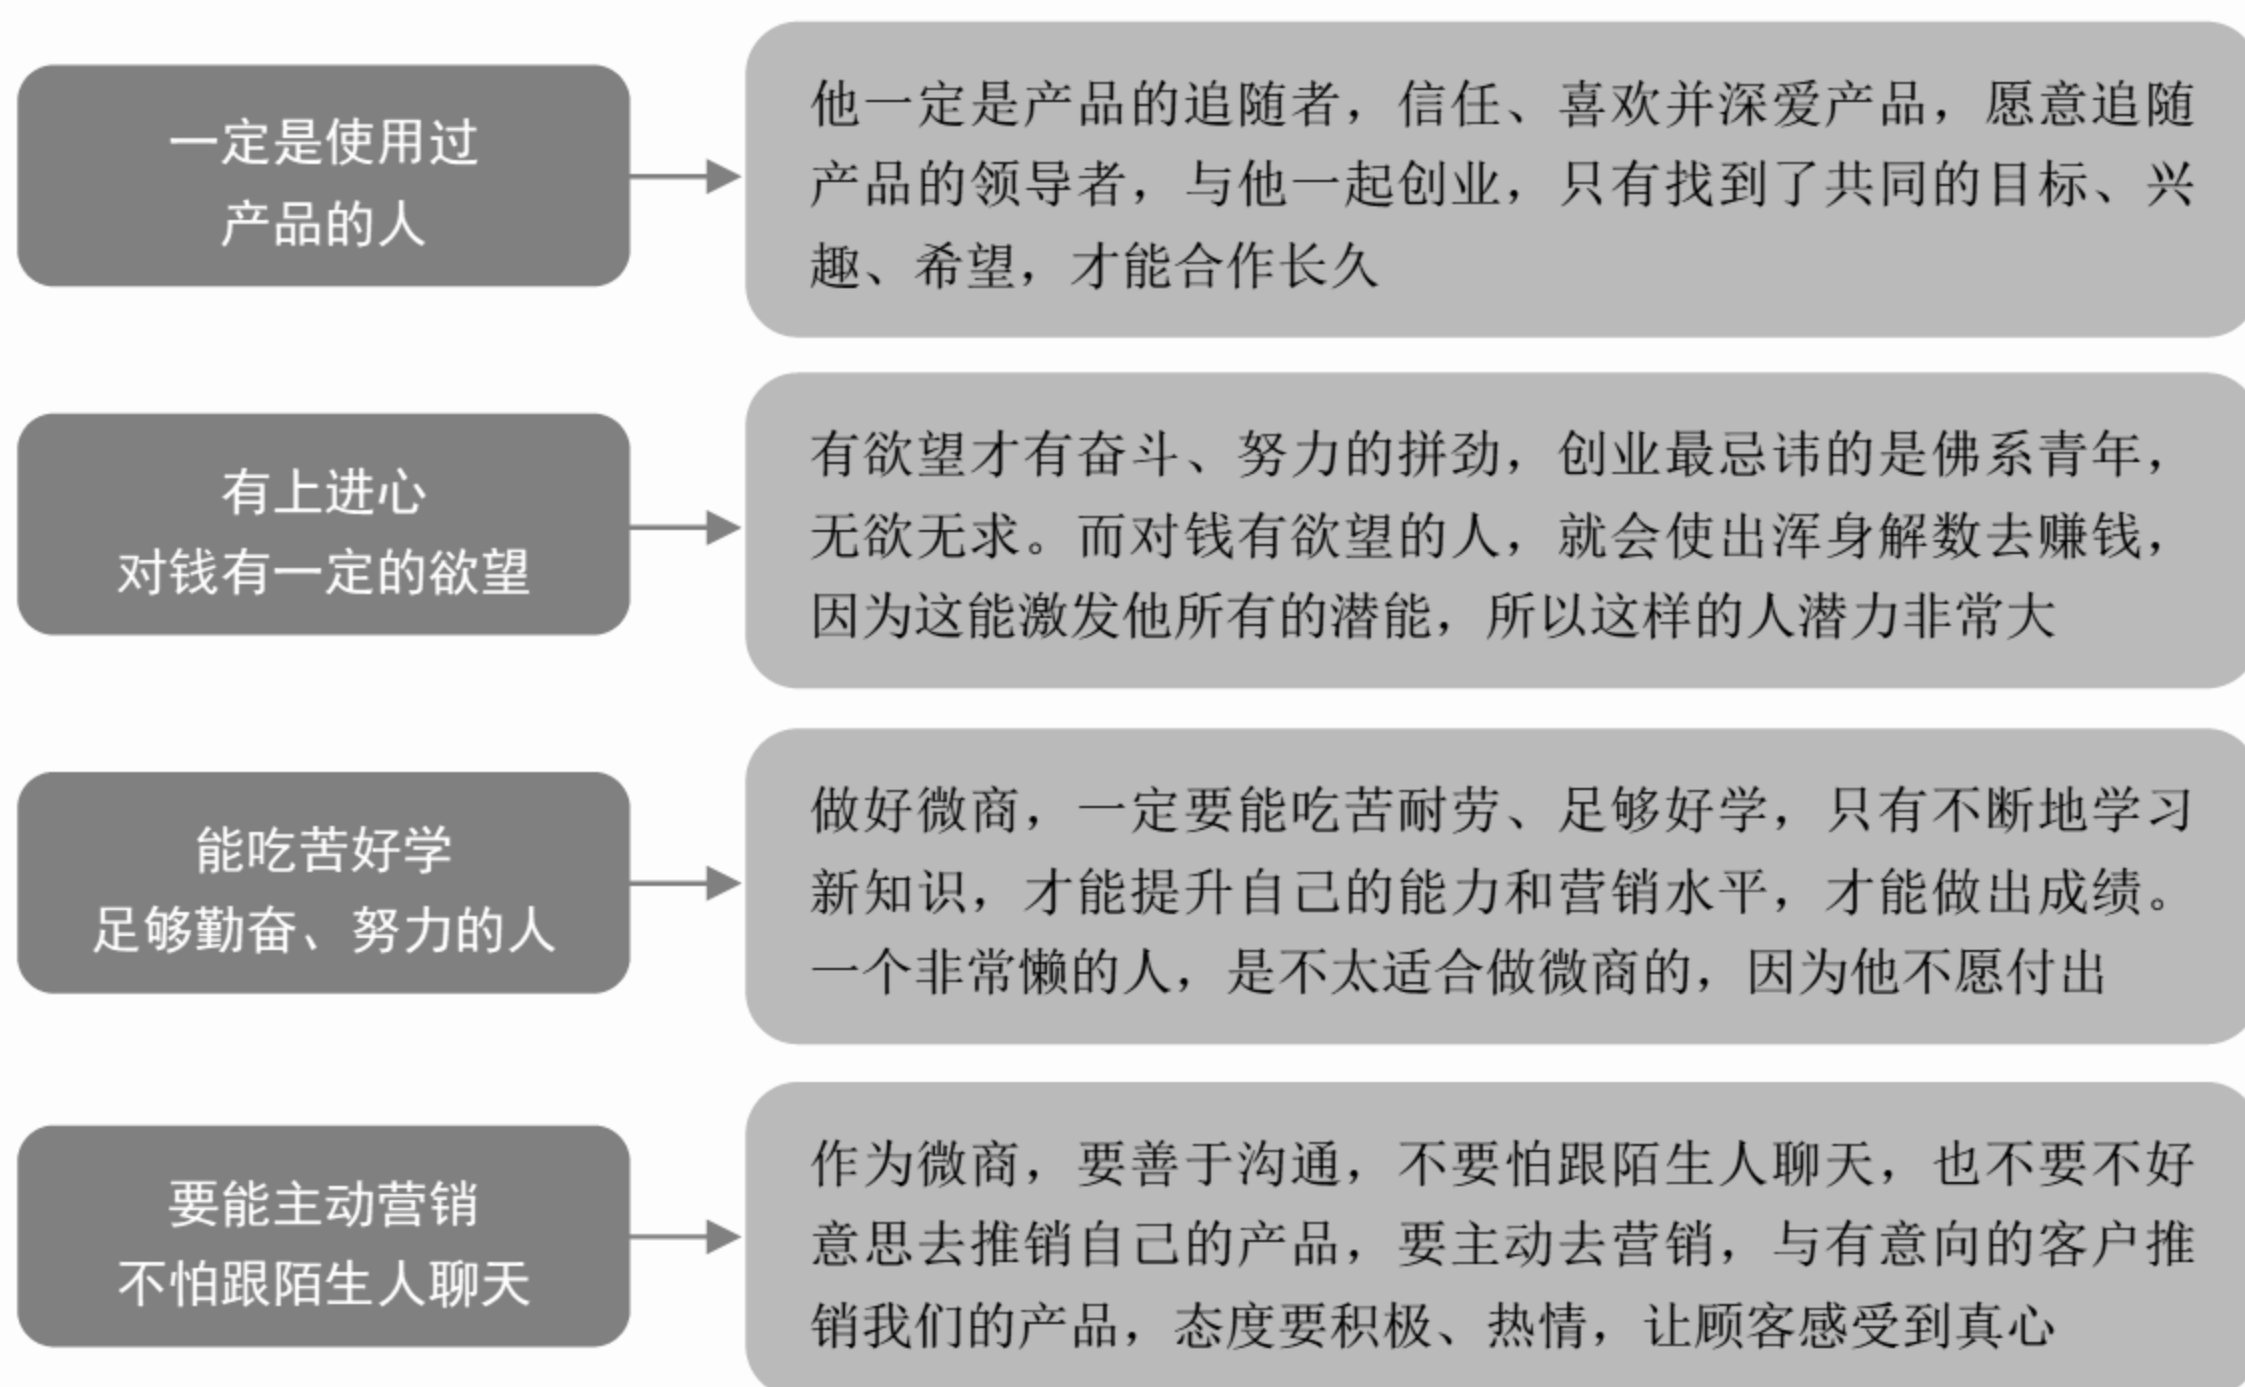 一定是使用过
产品的人
他一定是产品的追随者，信任、喜欢并深爱产品，愿意追随
产品的领导者，与他一起创业，只有找到了共同的目标、兴
趣、希望，才能合作长久
有上进心
对钱有一定的欲望
有欲望才有奋斗、努力的拼劲，创业最忌讳的是佛系青年，
无欲无求。而对钱有欲望的人，就会使出浑身解数去赚钱，
因为这能激发他所有的潜能，所以这样的人潜力非常大
能吃苦好学
足够勤奋、努力的人
做好微商，一定要能吃苦耐劳、足够好学，只有不断地学习
新知识，才能提升自己的能力和营销水平，才能做出成绩。
一个非常懒的人，是不太适合做微商的，因为他不愿付出
要能主动营销
不怕跟陌生人聊天
作为微商，要善于沟通，不要怕跟陌生人聊天，也不要不好
意思去推销自己的产品，要主动去营销，与有意向的客户推
销我们的产品，态度要积极、热情，让顾客感受到真心